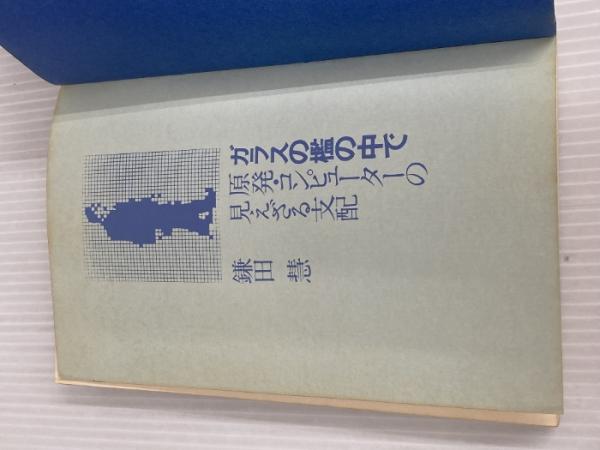 ガラスの檻の中で
原発・コンピューターの
見えざる支配
鎌田 慧